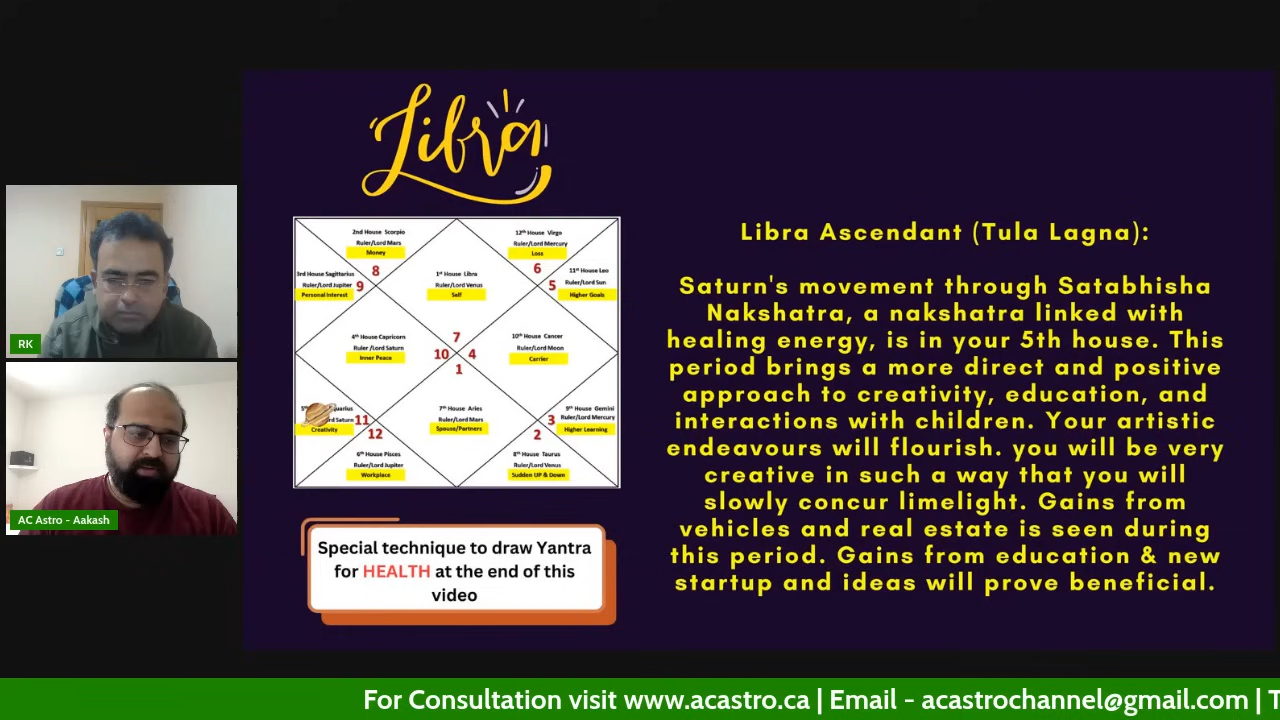 Libra
2nd House Scorpio
Ruler/Lord Mars
Money
12th House Virgo
Ruler/Lord Mercury
Loss
8
6
3rd House Sagittarius
Ruler/Lord Jupiter
Personal Interest
9
1st House Libra
Ruler/Lord Venus
Self
5
11th House Leo
Ruler/Lord Sun
Higher Goals
4th House Capricorn
Ruler/Lord Saturn
Inner Peace
7
10
4
1
10th House Cancer
Ruler/Lord Moon
Carrier
Creativity
11
12
7th House Aries
Ruler/Lord Mars
Spouse/Partners
3
2
9th House Gemini
Ruler/Lord Mercury
Higher Learning
6th House Pisces
Ruler/Lord Jupiter
Workplace
8th House Taurus
Ruler/Lord Venus
Sudden UP & Down
Special technique to draw Yantra
for HEALTH at the end of this
video
Libra Ascendant (Tula Lagna):
Saturn's movement through Satabhisha
Nakshatra, a nakshatra linked with
healing energy, is in your 5th house. This
period brings a more direct and positive
approach to creativity, education, and
interactions with children. Your artistic
endeavours will flourish. you will be very
creative in such a way that you will
slowly concur limelight. Gains from
vehicles and real estate is seen during
this period. Gains from education & new
startup and ideas will prove beneficial.
RK
AC Astro - Aakash
For Consultation visit www.acastro.ca | Email - acastrochannel@gmail.com |